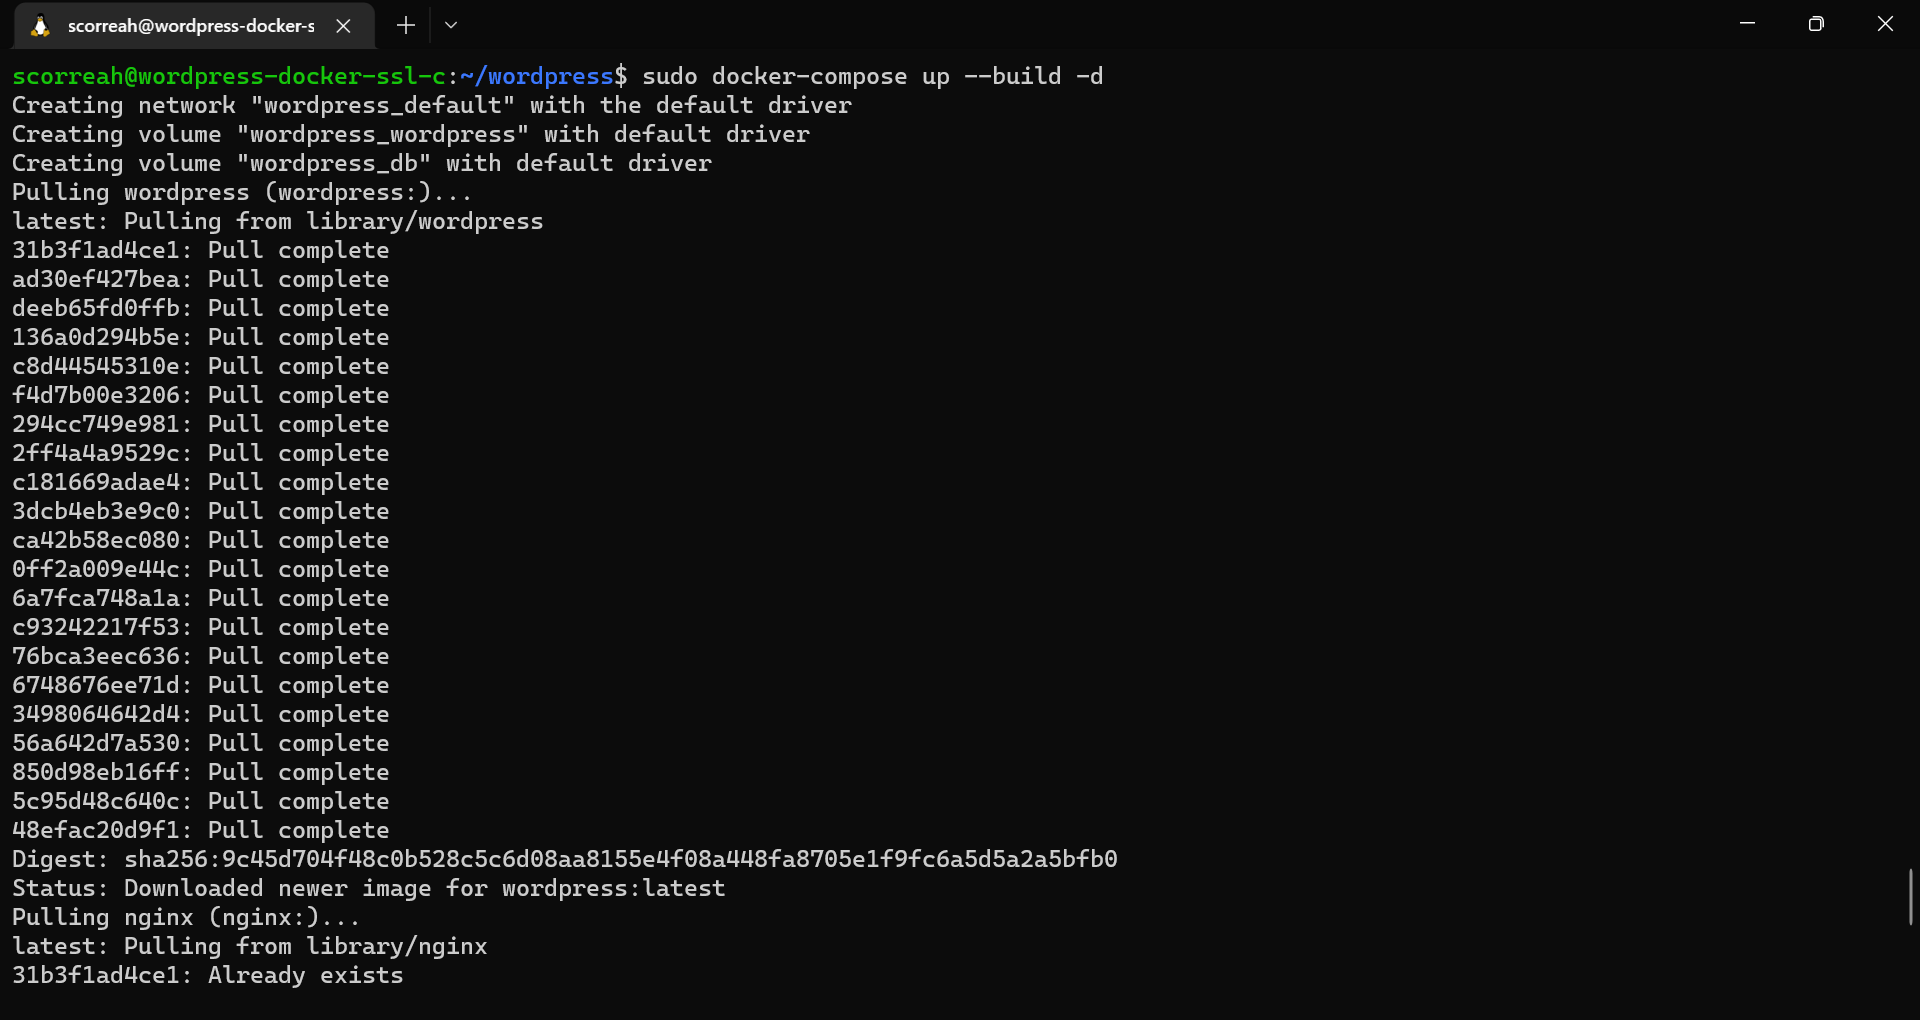 scorreah@wordpress-docker-s
scorreah@wordpress-docker-ssl-c:~/wordpress$ sudo docker-compose up --build -d
Creating network "wordpress_default" with the default driver
Creating volume "wordpress_wordpress" with default driver
Creating volume "wordpress_db" with default driver
Pulling wordpress (wordpress:)...
latest: Pulling from library/wordpress
31b3f1ad4ce1: Pull complete
ad30ef427bea: Pull complete
deeb65fd0ffb: Pull complete
136a0d294b5e: Pull complete
c8d44545310e: Pull complete
f4d7b00e3206: Pull complete
294cc749e981: Pull complete
2ff4a4a9529c: Pull complete
c181669adae4: Pull complete
3dcb4eb3e9c0: Pull complete
ca42b58ec080: Pull complete
0ff2a009e44c: Pull complete
6a7fca748a1a: Pull complete
c93242217f53: Pull complete
76bca3eec636: Pull complete
6748676ee71d: Pull complete
3498064642d4: Pull complete
56a642d7a530: Pull complete
850d98eb16ff: Pull complete
5c95d48c640c: Pull complete
48efac20d9f1: Pull complete
Digest: sha256:9c45d704f48c0b528c5c6d08aa8155e4f08a448fa8705e1f9fc6a5d5a2a5bfb0
Status: Downloaded newer image for wordpress:latest
Pulling nginx (nginx:)...
latest: Pulling from library/nginx
31b3f1ad4ce1: Already exists